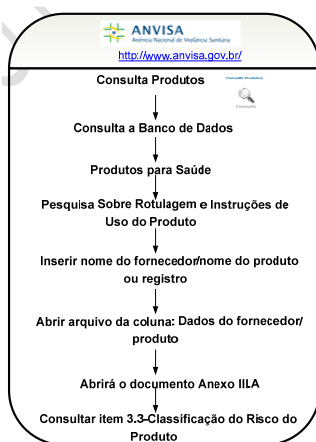 ANVISA
Agência Nacional de Vigilância Sanitária
http://www.anvisa.gov.br/
Consulta Produtos
Consulta Produtos
Consulta
Consulta a Banco de Dados
Produtos para Saúde
Pesquisa Sobre Rotulagem e Instruções de
Uso do Produto
Inserir nome do fornecedor/nome do produto
ou registro
Abrir arquivo da coluna: Dados do fornecedor/
produto
Abrirá o documento Anexo III.A
Consultar item 3.3-Classificação do Risco do
Produto